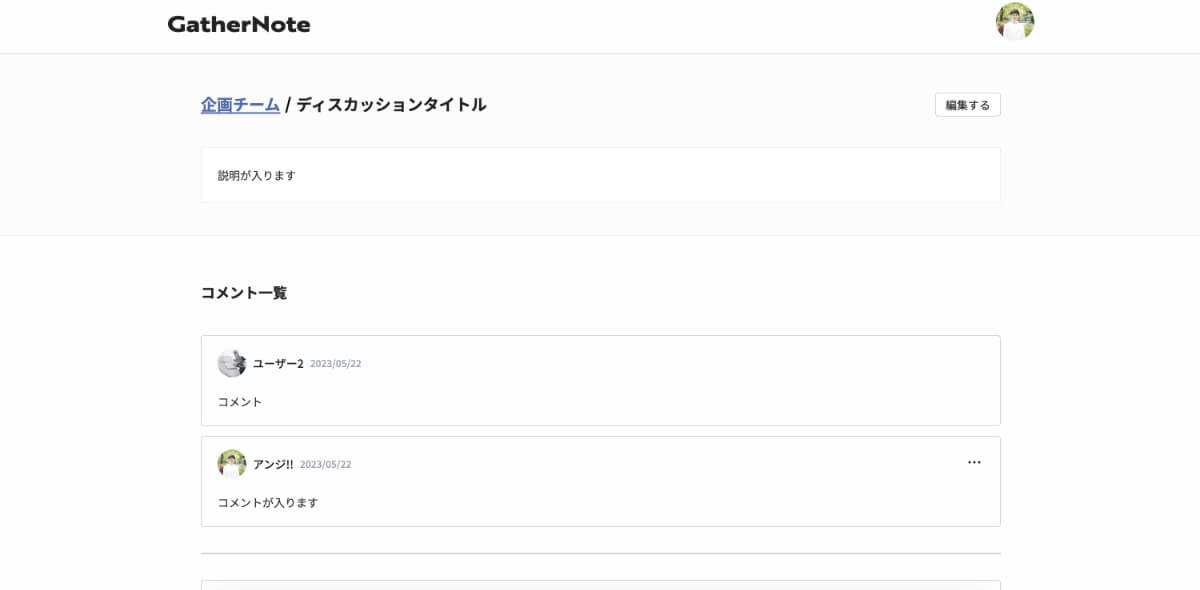 GatherNote
企画チーム / ディスカッションタイトル
編集する
説明が入ります
コメント一覧
ユーザー2 2023/05/22
コメント
アンジ!! 2023/05/22
...
コメントが入ります